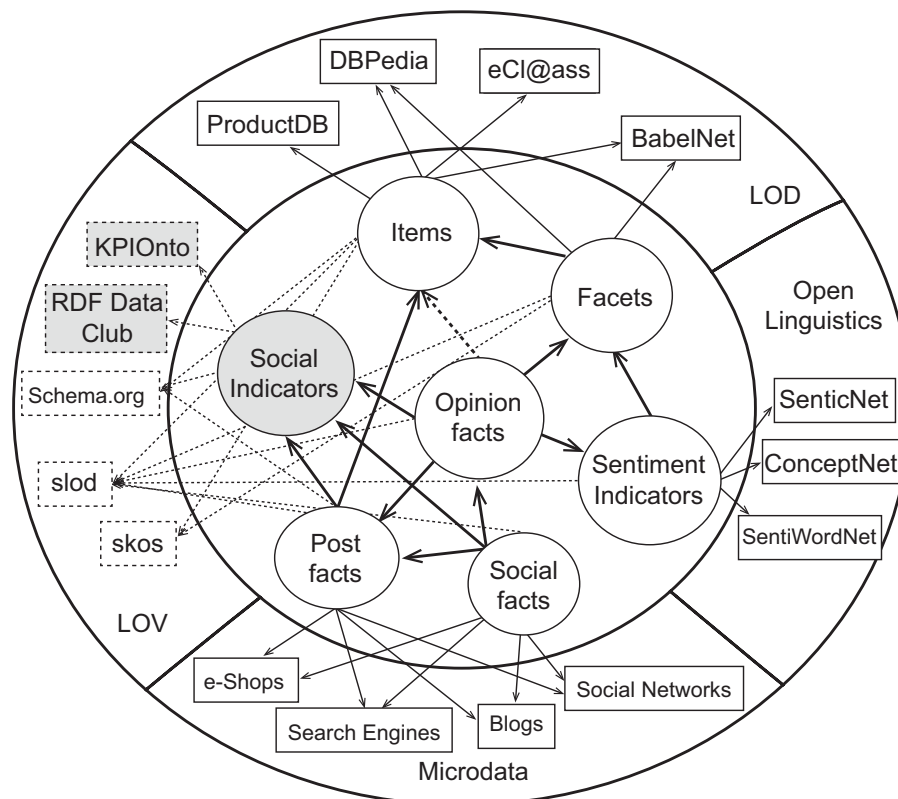 DBPedia
eCl@ass
ProductDB
BabelNet
LOD
KPIOnto
Items
RDF Data
Club
Facets
Open
Linguistics
Schema.org
Social
Indicators
Opinion
facts
SenticNet
slod
Sentiment
Indicators
ConceptNet
skos
SentiWordNet
Post
facts
Social
facts
LOV
e-Shops
Social Networks
Search Engines
Blogs
Microdata